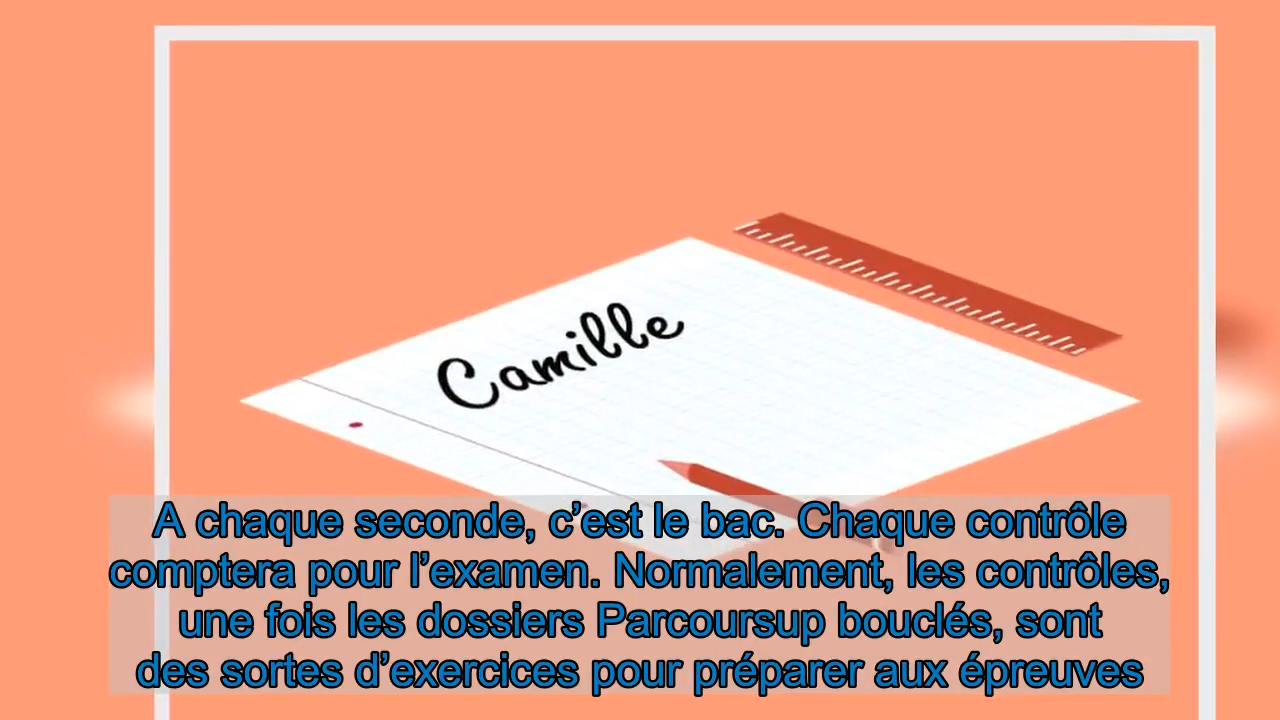 Camille
A chaque seconde, c’est le bac. Chaque contrôle
comptera pour l’examen. Normalement, les contrôles,
une fois les dossiers Parcoursup bouclés, sont
des sortes d’exercices pour préparer aux épreuves